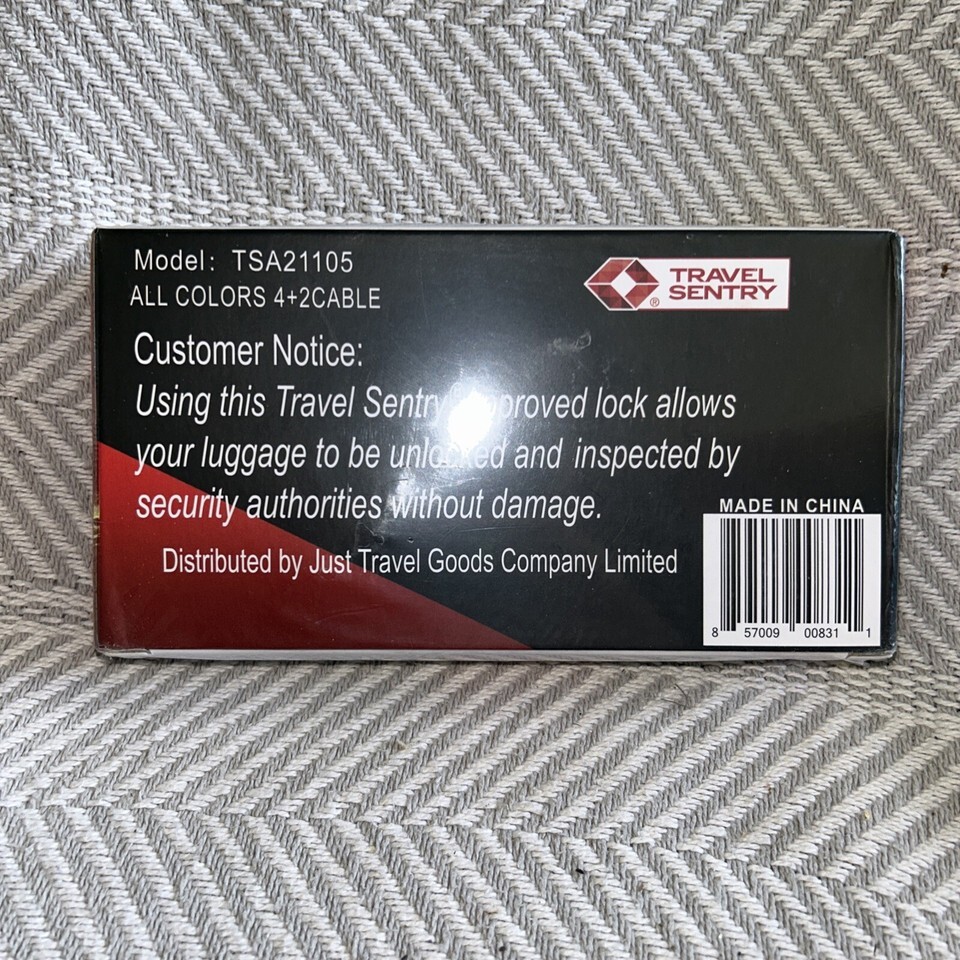 Model: TSA21105
ALL COLORS 4+2CABLE
TRAVEL
SENTRY
®
Customer Notice:
Using this Travel Sentry approved lock allows
your luggage to be unlocked and inspected by
security authorities without damage.
Distributed by Just Travel Goods Company Limited
MADE IN CHINA
8 57009 00831 1